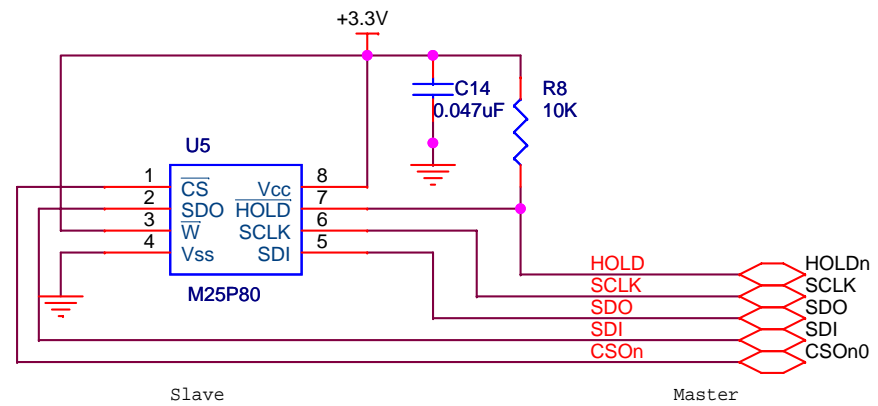 +3.3V
C14
0.047uF
R8
10K
U5
1 CS Vcc 8
2 SDO HOLD 7
3 W SCLK 6
4 Vss SDI 5
M25P80
HOLD HOLDn
SCLK SCLK
SDO SDO
SDI SDI
CSOn CSOn0
Slave Master